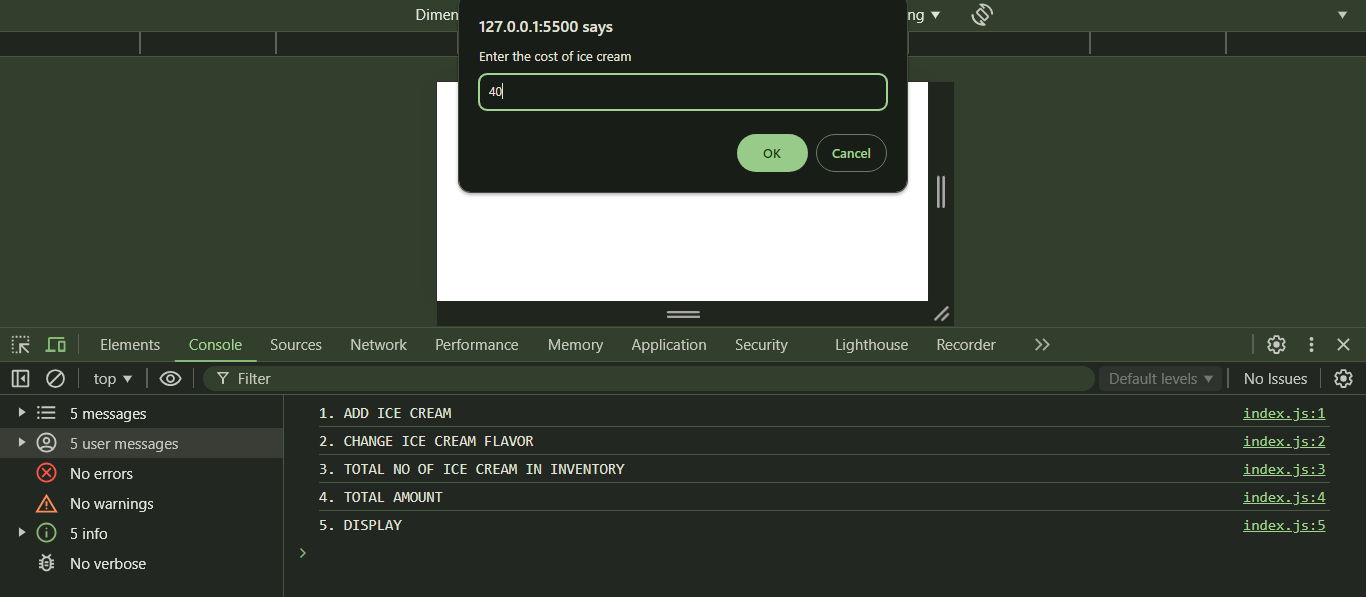 Dimen
ng
127.0.0.1:5500 says
Enter the cost of ice cream
40
OK Cancel
Elements Console Sources Network Performance Memory Application Security Lighthouse Recorder
top Filter Default levels No Issues
5 messages
5 user messages
No errors
No warnings
5 info
No verbose
1. ADD ICE CREAM index.js:1
2. CHANGE ICE CREAM FLAVOR index.js:2
3. TOTAL NO OF ICE CREAM IN INVENTORY index.js:3
4. TOTAL AMOUNT index.js:4
5. DISPLAY index.js:5